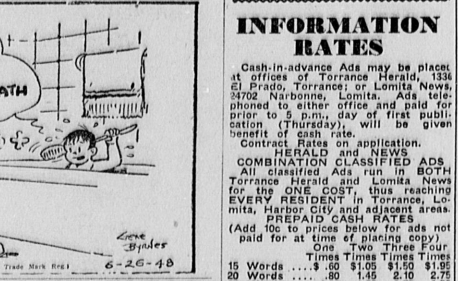 ATH
Gene
Byrnes
6-26-48
Trade Mark Reg
INFORMATION
RATES
Cash-in-advance Ads may be placed
at offices of Torrance Herald, 1336
El Prado, Torrance; or Lomita News,
24702 Narbonne, Lomita. Ads tele-
phoned to either office and paid for
prior to 5 p.m., day of first publi-
cation (Thursday), will be given
benefit of cash rate.
Contract Rates on application.
HERALD and NEWS
COMBINATION CLASSIFIED ADS
All classified Ads run in BOTH
Torrance Herald and Lomita News
for the ONE COST, thus reaching
EVERY RESIDENT in Torrance, Lo-
mita, Harbor City and adjacent areas.
PREPAID CASH RATES
(Add 10c to prices below for ads not
paid for at time of placing copy)
One Two Three Four
Times Times Times Times
15 Words ....$ .60 $1.05 $1.50 $1.95
20 Words .... .80 1.45 2.10 2.75